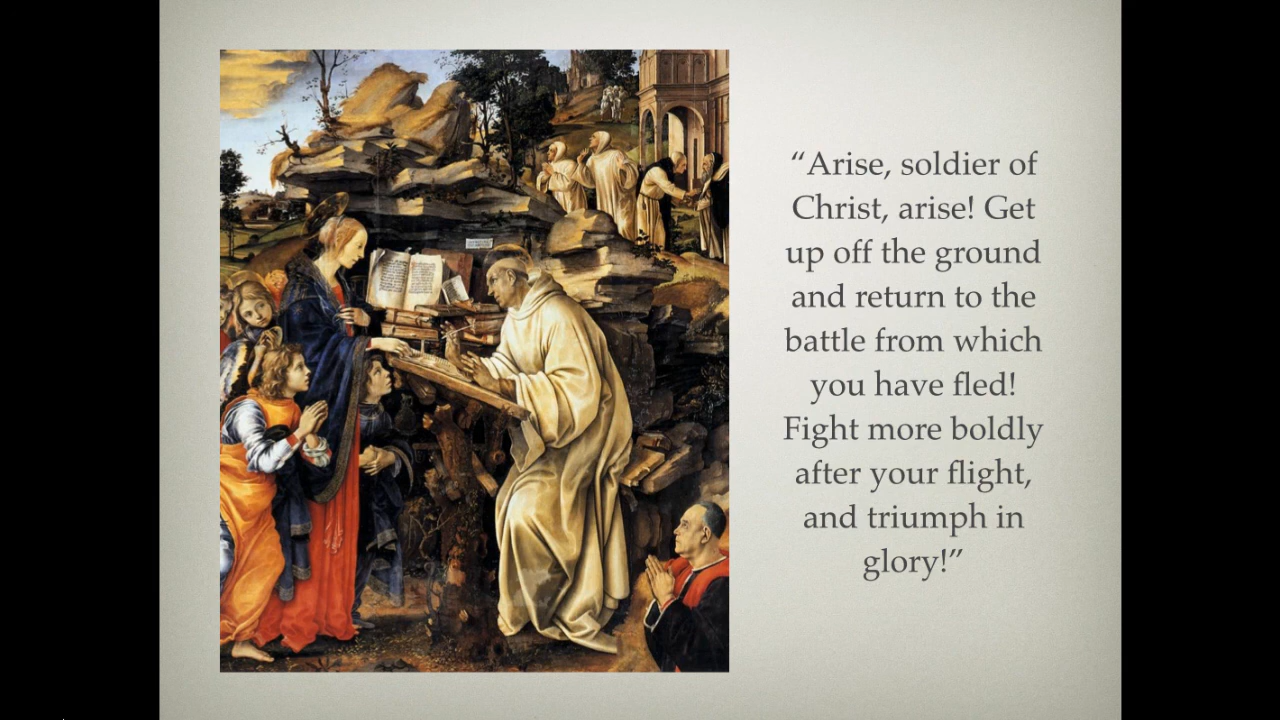 “Arise, soldier of
Christ, arise! Get
up off the ground
and return to the
battle from which
you have fled!
Fight more boldly
after your flight,
and triumph in
glory!”